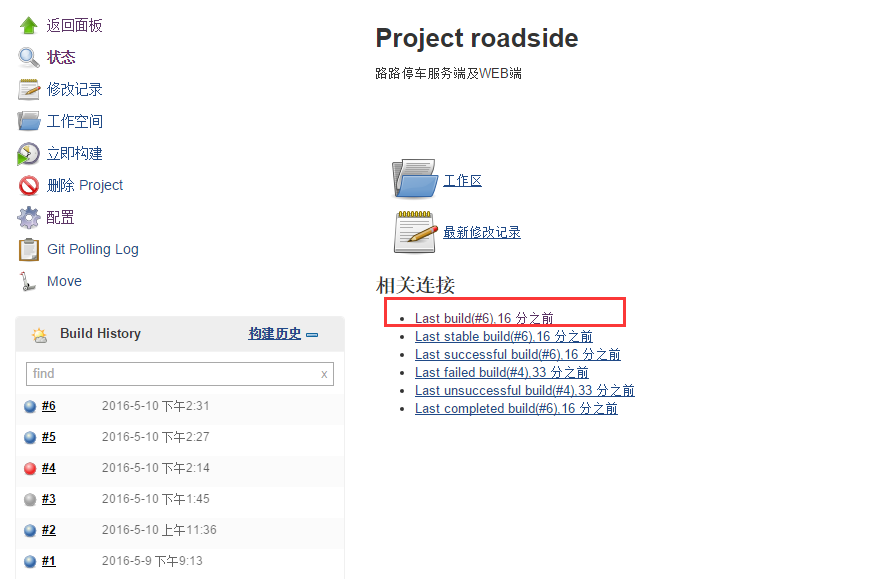 返回面板
状态
修改记录
工作空间
立即构建
删除 Project
配置
Git Polling Log
Move
Build History 构建历史
find x
#6 2016-5-10 下午2:31
#5 2016-5-10 下午2:27
#4 2016-5-10 下午2:14
#3 2016-5-10 下午1:45
#2 2016-5-10 上午11:36
#1 2016-5-9 下午9:13
Project roadside
路路停车服务端及WEB端
工作区
最新修改记录
相关连接
Last build(#6),16 分之前
Last stable build(#6),16 分之前
Last successful build(#6),16 分之前
Last failed build(#4),33 分之前
Last unsuccessful build(#4),33 分之前
Last completed build(#6),16 分之前